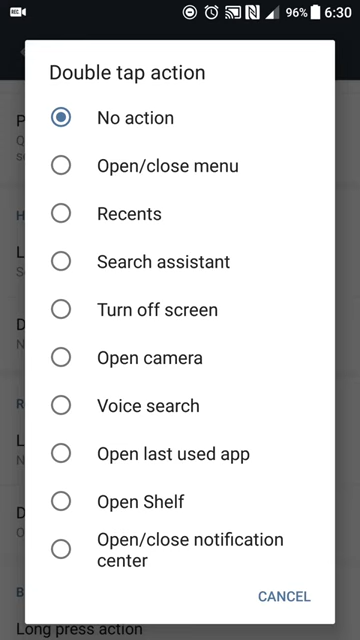 REC
96% 6:30
Double tap action
No action
Open/close menu
Recents
Search assistant
Turn off screen
Open camera
Voice search
Open last used app
Open Shelf
Open/close notification
center
CANCEL
Long press action